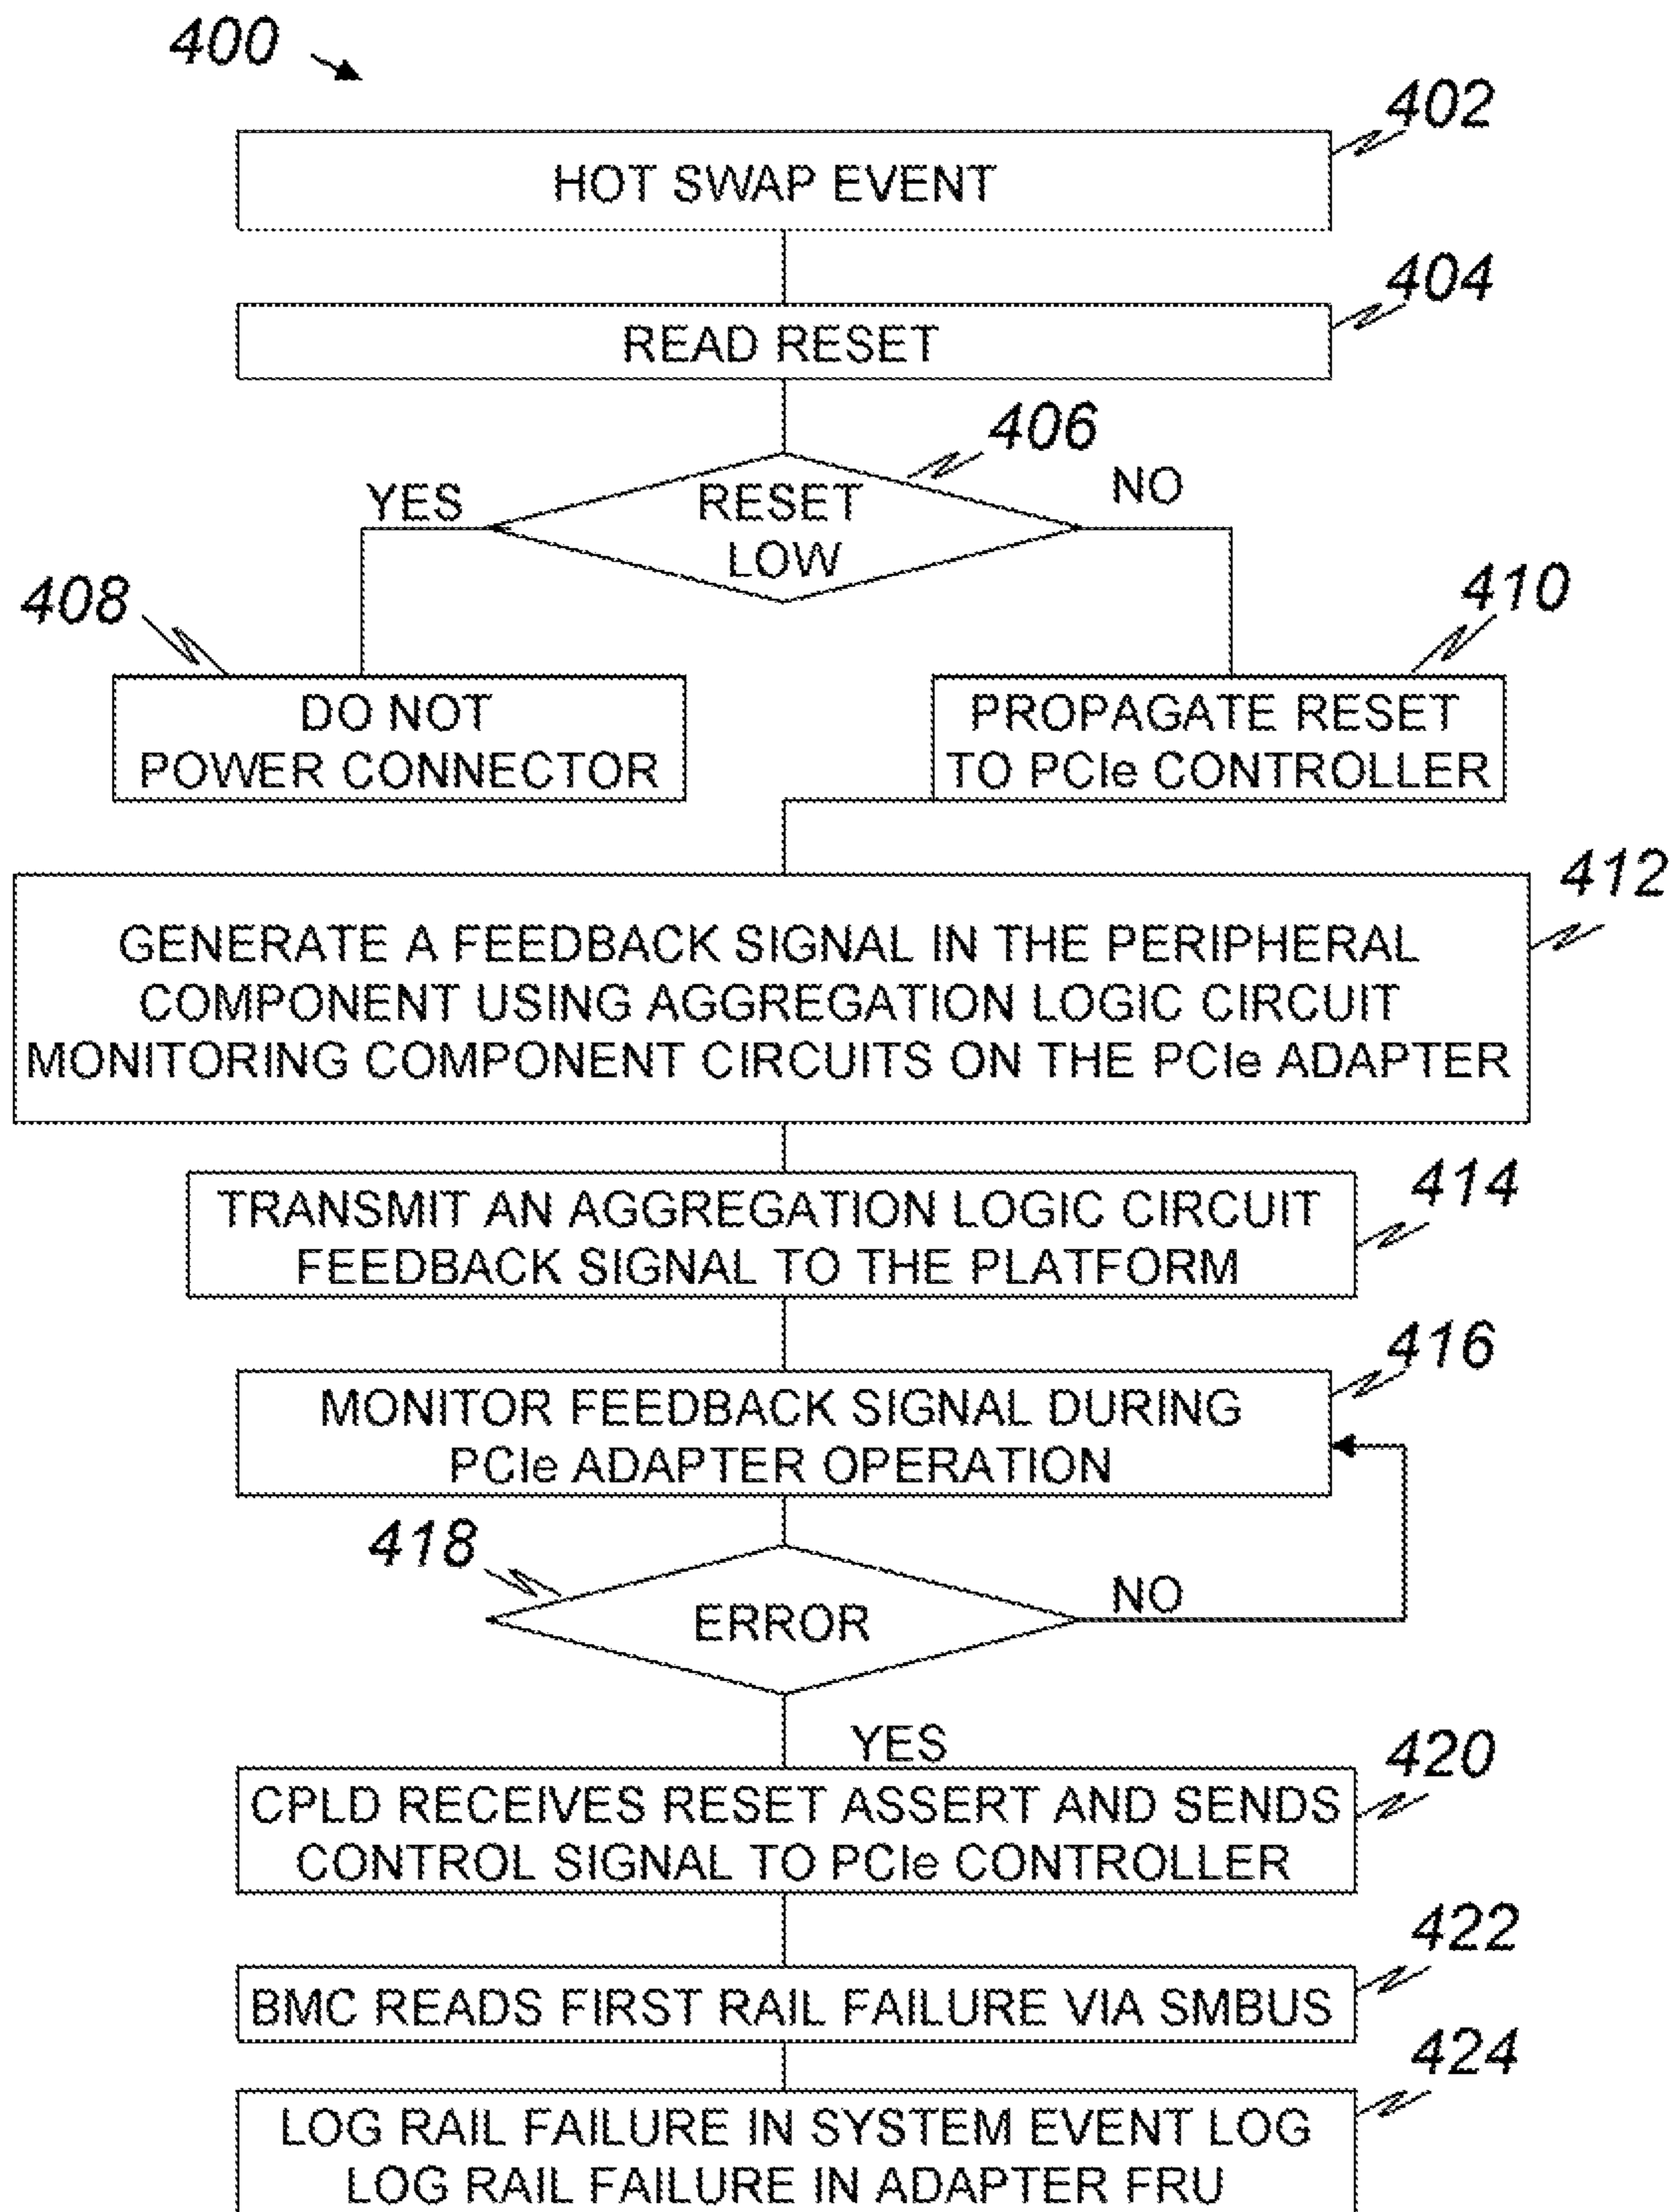 400
402
HOT SWAP EVENT
404
READ RESET
406
YES
RESET
LOW
NO
408
410
DO NOT
POWER CONNECTOR
PROPAGATE RESET
TO PCIe CONTROLLER
412
GENERATE A FEEDBACK SIGNAL IN THE PERIPHERAL
COMPONENT USING AGGREGATION LOGIC CIRCUIT
MONITORING COMPONENT CIRCUITS ON THE PCIe ADAPTER
414
TRANSMIT AN AGGREGATION LOGIC CIRCUIT
FEEDBACK SIGNAL TO THE PLATFORM
416
MONITOR FEEDBACK SIGNAL DURING
PCIe ADAPTER OPERATION
418
ERROR
NO
YES
420
CPLD RECEIVES RESET ASSERT AND SENDS
CONTROL SIGNAL TO PCIe CONTROLLER
422
BMC READS FIRST RAIL FAILURE VIA SMBUS
424
LOG RAIL FAILURE IN SYSTEM EVENT LOG
LOG RAIL FAILURE IN ADAPTER FRU